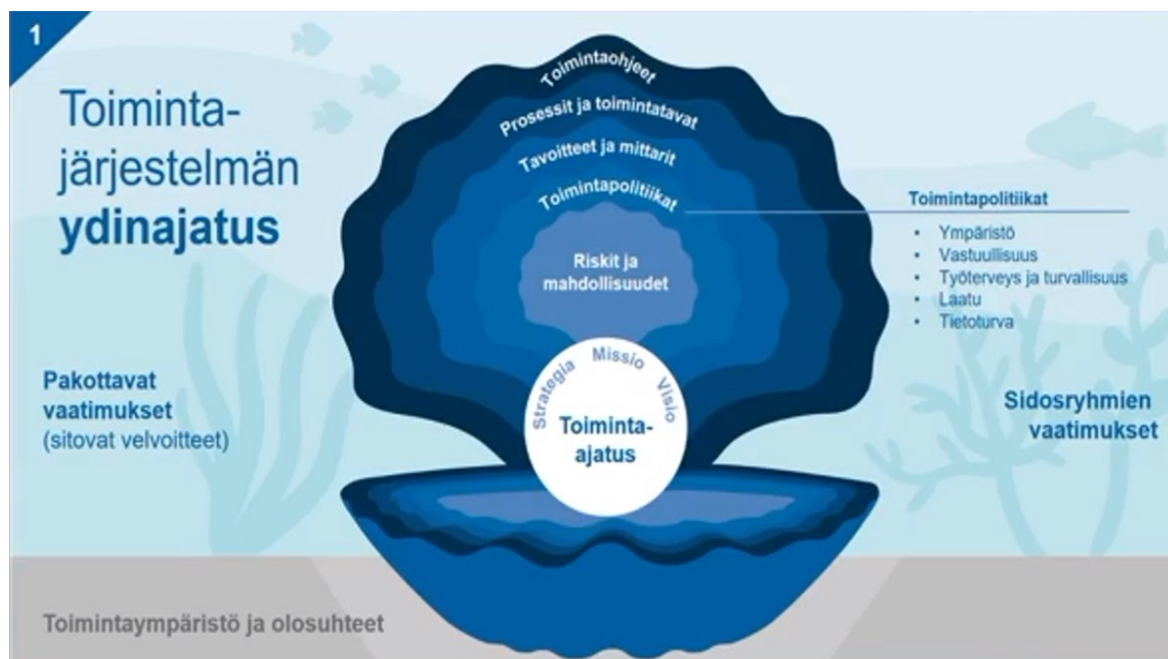 1
Toiminta-
järjestelmän
ydinajatus
Toimintaohjeet
Prosessit ja toimintatavat
Tavoitteet ja mittarit
Toimintapolitiikat
Riskit ja
mahdollisuudet
Strategia Missio Visio
Toiminta-
ajatus
Toimintapolitiikat
• Ympäristö
• Vastuullisuus
• Työterveys ja turvallisuus
• Laatu
• Tietoturva
Pakottavat
vaatimukset
(sitovat velvoitteet)
Sidosryhmien
vaatimukset
Toimintaympäristö ja olosuhteet